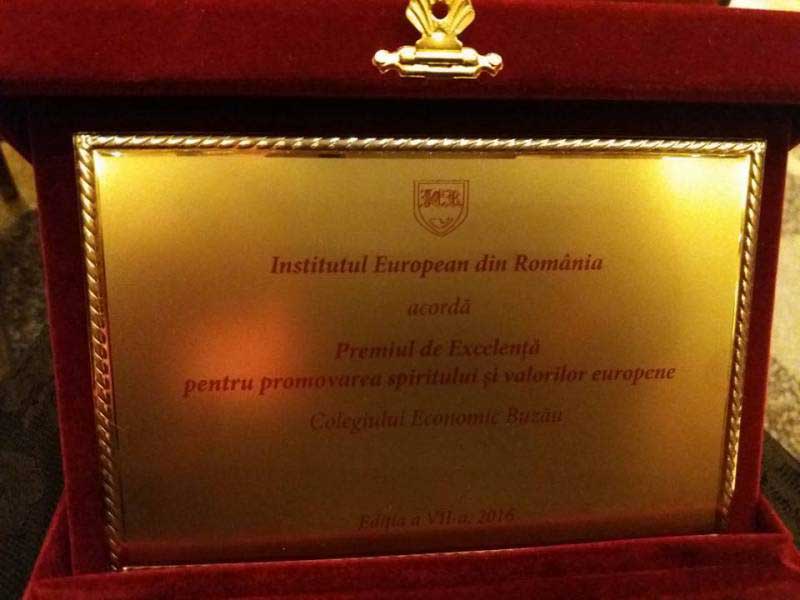 IER
Institutul European din România
acordă
Premiul de Excelență
pentru promovarea spiritului și valorilor europene
Colegiului Economic Buzău
Ediția a VII-a, 2016